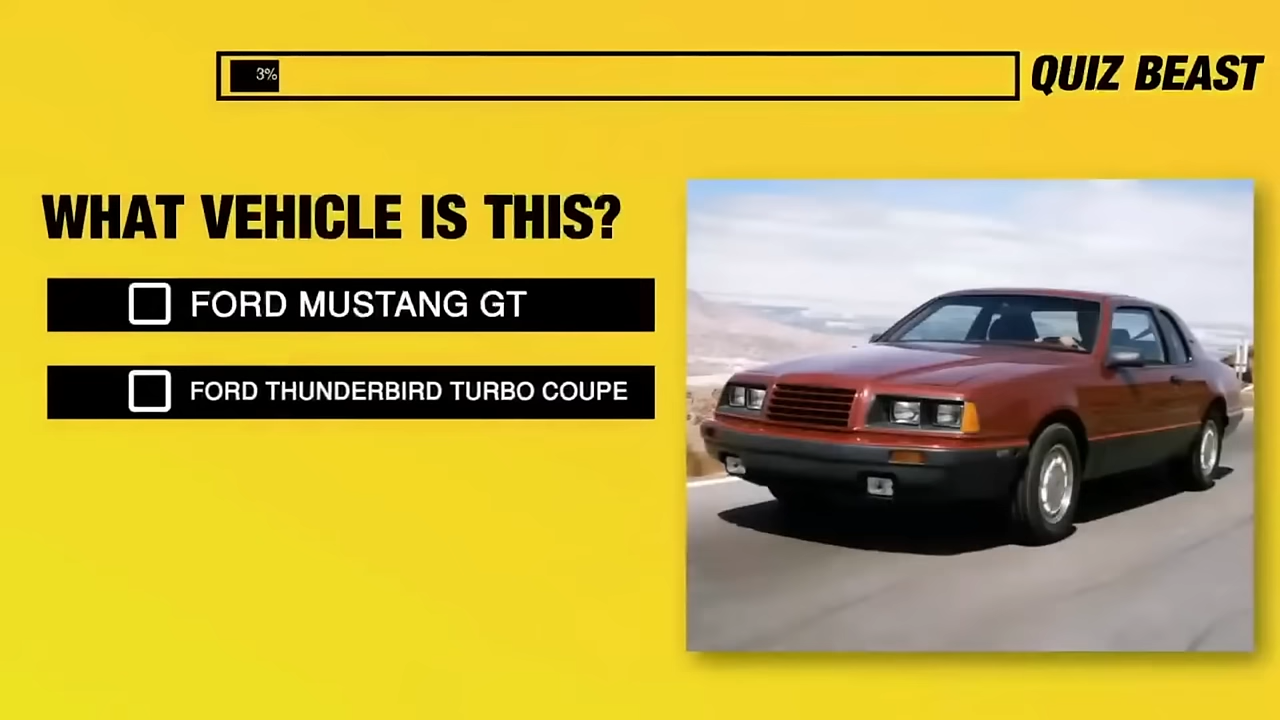 3%
QUIZ BEAST
WHAT VEHICLE IS THIS?
FORD MUSTANG GT
FORD THUNDERBIRD TURBO COUPE